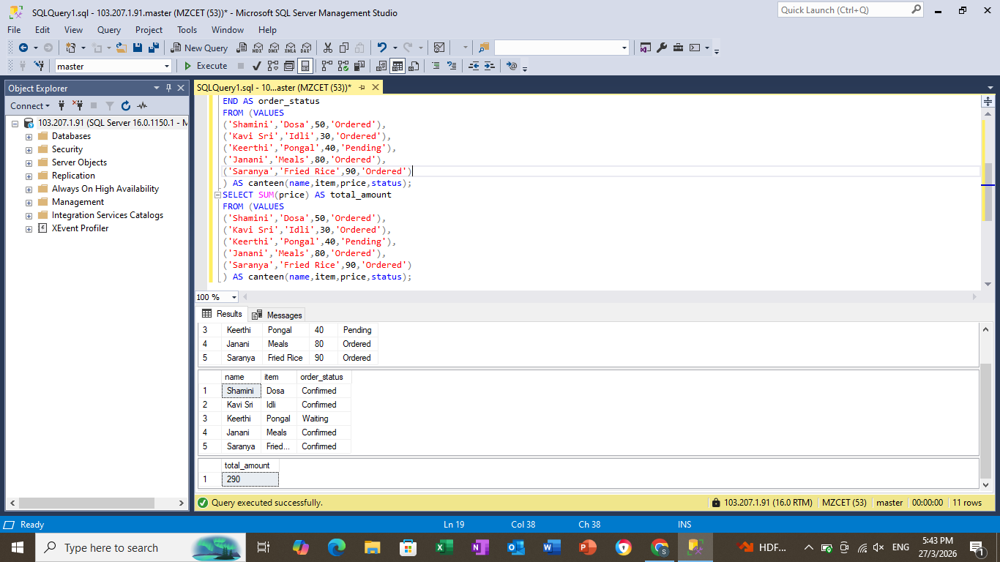 SQLQuery1.sql - 103.207.1.91.master (MZCET (53))* - Microsoft SQL Server Management Studio
Quick Launch (Ctrl+Q)
File Edit View Query Project Tools Window Help
New Query MDX DMX XMLA DAX
master Execute
Object Explorer
SQLQuery1.sql - 10...aster (MZCET (53))*
Connect
103.207.1.91 (SQL Server 16.0.1150.1 - M
Databases
Security
Server Objects
Replication
Always On High Availability
Management
Integration Services Catalogs
XEvent Profiler
END AS order_status
FROM (VALUES
('Shamini','Dosa',50,'Ordered'),
('Kavi Sri','Idli',30,'Ordered'),
('Keerthi','Pongal',40,'Pending'),
('Janani','Meals',80,'Ordered'),
('Saranya','Fried Rice',90,'Ordered')
) AS canteen(name,item,price,status);
SELECT SUM(price) AS total_amount
FROM (VALUES
('Shamini','Dosa',50,'Ordered'),
('Kavi Sri','Idli',30,'Ordered'),
('Keerthi','Pongal',40,'Pending'),
('Janani','Meals',80,'Ordered'),
('Saranya','Fried Rice',90,'Ordered')
) AS canteen(name,item,price,status);
100 %
Results Messages
3 Keerthi Pongal 40 Pending
4 Janani Meals 80 Ordered
5 Saranya Fried Rice 90 Ordered
name item order_status
1 Shamini Dosa Confirmed
2 Kavi Sri Idli Confirmed
3 Keerthi Pongal Waiting
4 Janani Meals Confirmed
5 Saranya Fried... Confirmed
total_amount
1 290
Query executed successfully. 103.207.1.91 (16.0 RTM) MZCET (53) master 00:00:00 11 rows
Ready Ln 19 Col 38 Ch 38 INS
Type here to search HDF... ENG 5:43 PM
27/3/2026 1